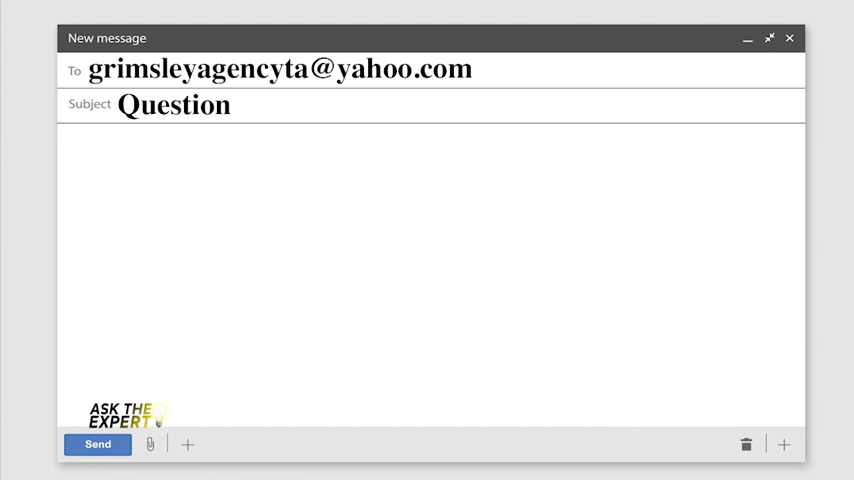 New message
To grimsleyagencyta@yahoo.com
Subject Question
ASK THE
EXPERT
Send